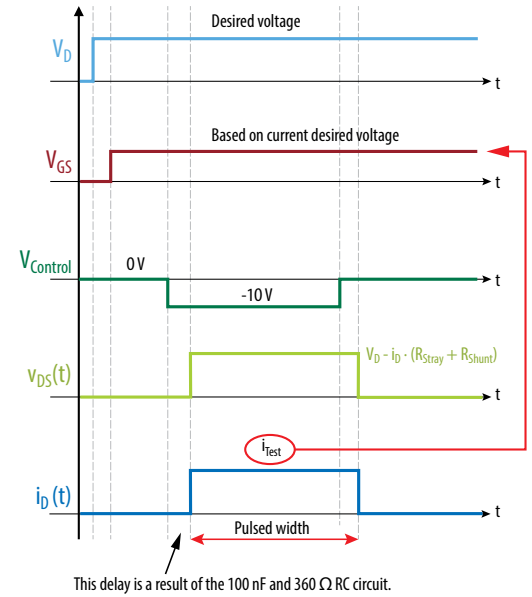 Desired voltage
V_D
t
Based on current desired voltage
V_GS
t
0 V
V_Control
-10 V
t
V_D - i_D · (R_Stray + R_Shunt)
v_DS(t)
t
i_Test
i_D (t)
t
Pulsed width
This delay is a result of the 100 nF and 360 Ω RC circuit.